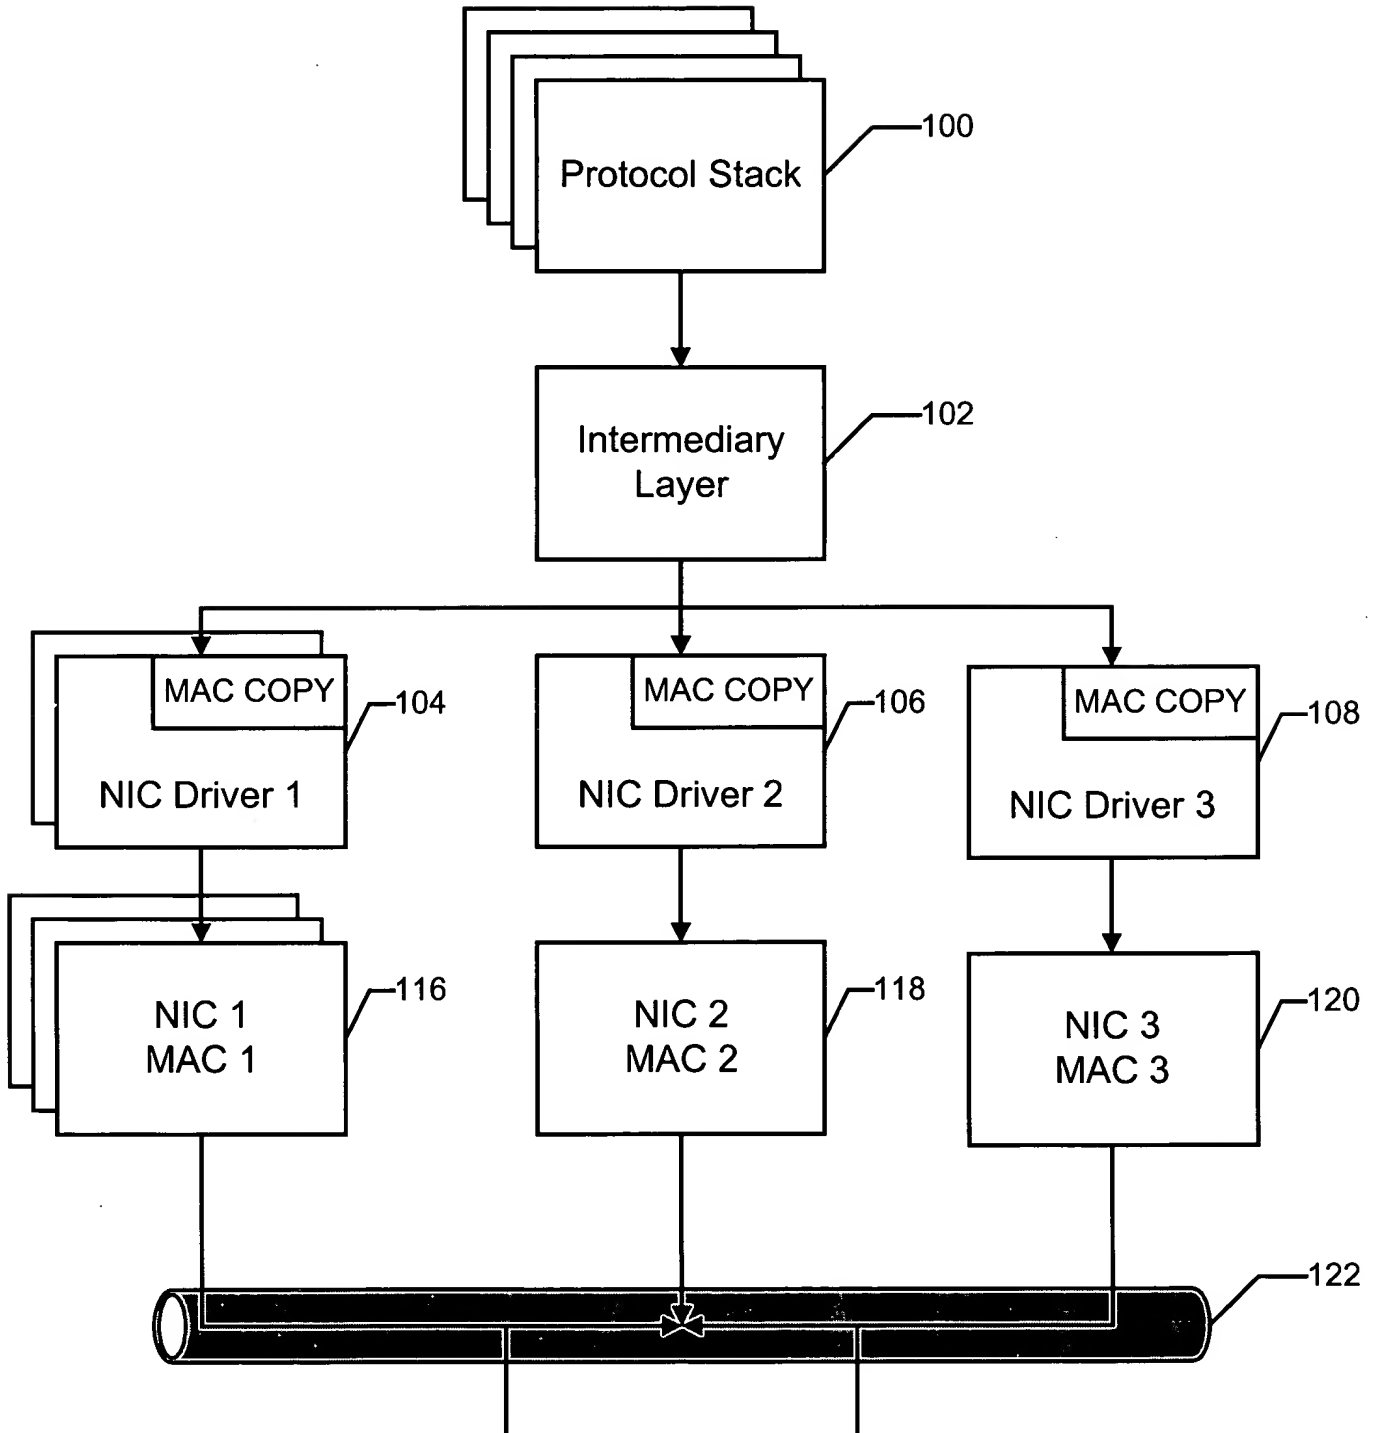 100
Protocol Stack
102
Intermediary
Layer
MAC COPY
104
NIC Driver 1
MAC COPY
106
NIC Driver 2
MAC COPY
108
NIC Driver 3
NIC 1
MAC 1
116
NIC 2
MAC 2
118
NIC 3
MAC 3
120
122